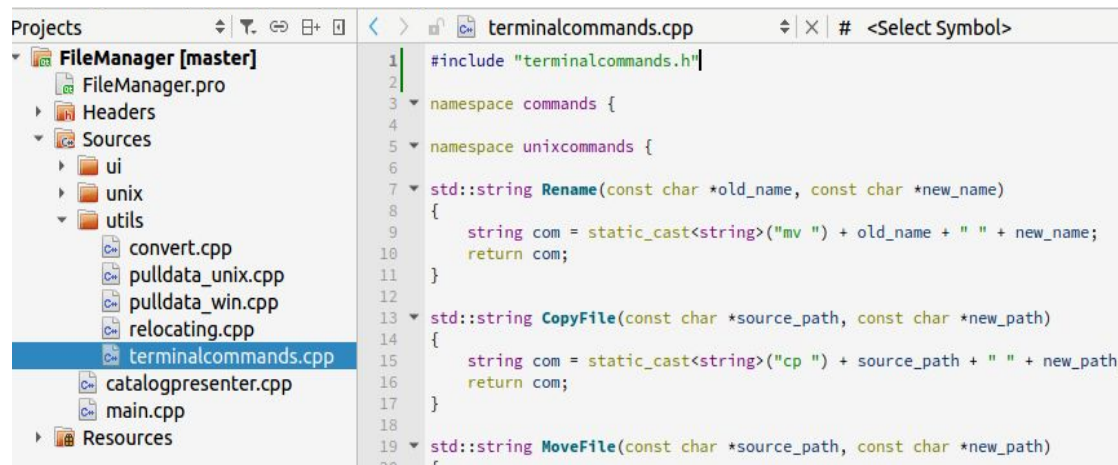 Projects
FileManager [master]
FileManager.pro
Headers
Sources
ui
unix
utils
convert.cpp
pulldata_unix.cpp
pulldata_win.cpp
relocating.cpp
terminalcommands.cpp
catalogpresenter.cpp
main.cpp
Resources
terminalcommands.cpp # <Select Symbol>
1 #include "terminalcommands.h"
2
3 namespace commands {
4
5 namespace unixcommands {
6
7 std::string Rename(const char *old_name, const char *new_name)
8 {
9 string com = static_cast<string>("mv ") + old_name + " " + new_name;
10 return com;
11 }
12
13 std::string CopyFile(const char *source_path, const char *new_path)
14 {
15 string com = static_cast<string>("cp ") + source_path + " " + new_path
16 return com;
17 }
18
19 std::string MoveFile(const char *source_path, const char *new_path)